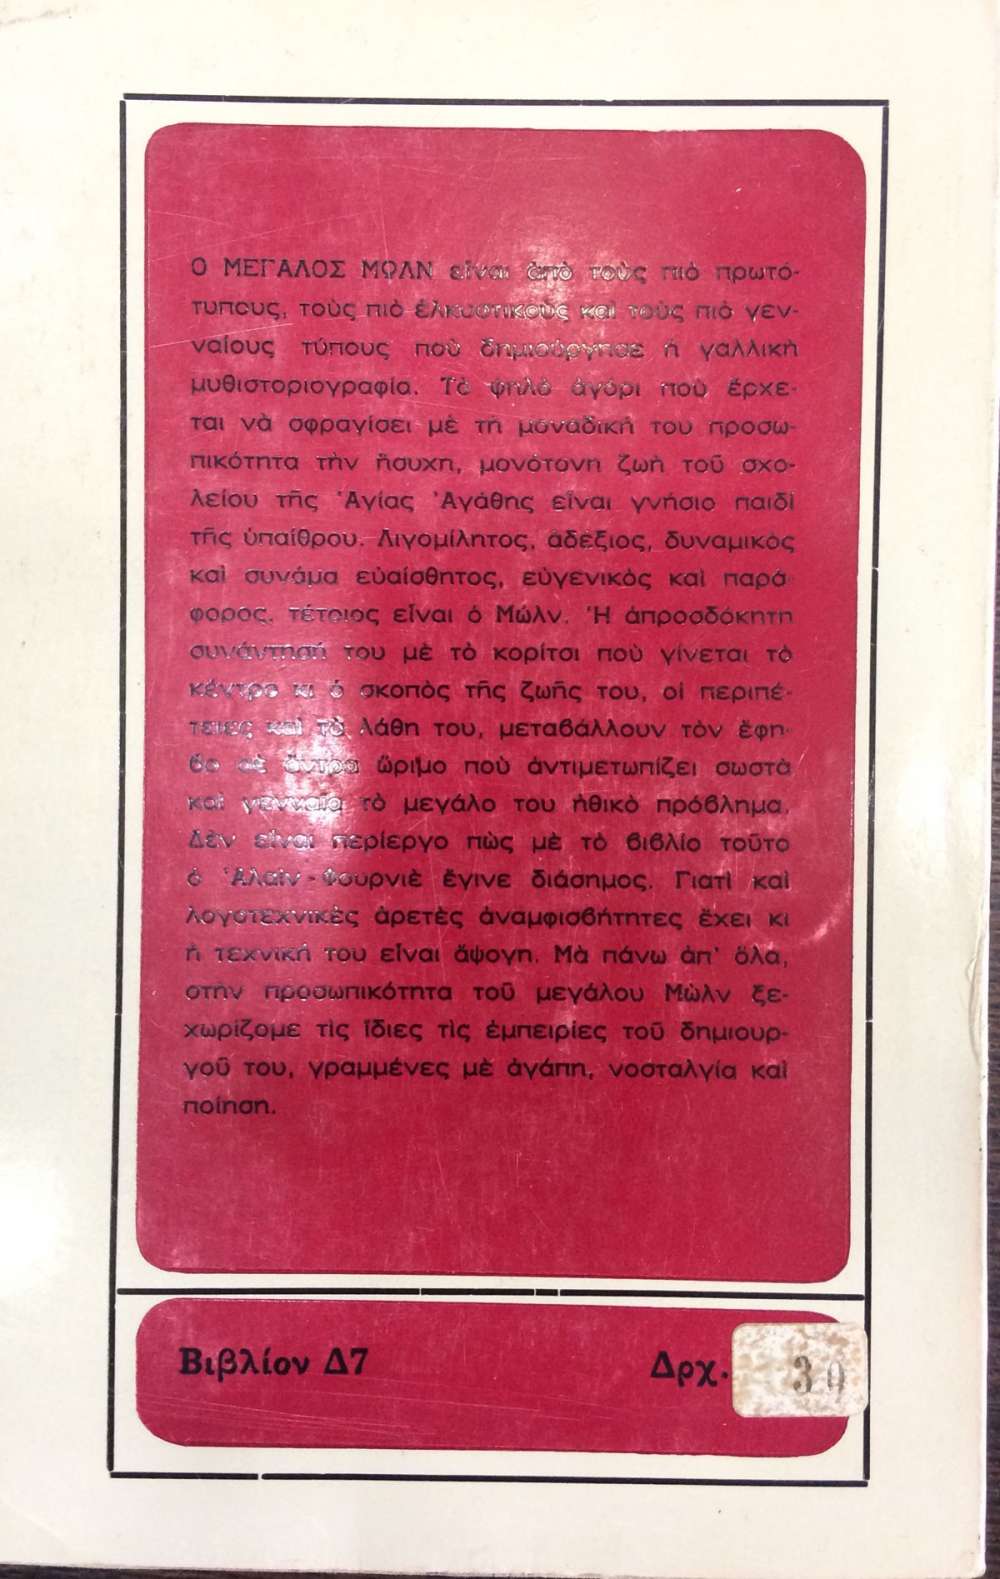 Ο ΜΕΓΑΛΟΣ ΜΩΛΝ εἶναι ἀπὸ τοὺς πιὸ πρωτό-
τυπους, τοὺς πιὸ ἑλκυστικοὺς καὶ τοὺς πιὸ γεν-
ναίους τύπους ποὺ δημιούργησε ἡ γαλλικὴ
μυθιστοριογραφία. Τὸ ψηλὸ ἀγόρι ποὺ ἔρχε-
ται νὰ σφραγίσει μὲ τὴ μοναδική του προσω-
πικότητα τὴν ἥσυχη, μονότονη ζωὴ τοῦ σχο-
λείου τῆς Ἁγίας Ἀγάθης εἶναι γνήσιο παιδὶ
τῆς ὑπαίθρου. Λιγομίλητος, ἀδέξιος, δυναμικὸς
καὶ συνάμα εὐαίσθητος, εὐγενικὸς καὶ παρά-
φορος, τέτοιος εἶναι ὁ Μώλν. Ἡ ἀπροσδόκητη
συνάντησή του μὲ τὸ κορίτσι ποὺ γίνεται τὸ
κέντρο κι ὁ σκοπὸς τῆς ζωῆς του, οἱ περιπέ-
τειες καὶ τὰ λάθη του, μεταβάλλουν τὸν ἔφη-
βο σὲ ἄντρα ὥριμο ποὺ ἀντιμετωπίζει σωστὰ
καὶ γενναῖα τὸ μεγάλο του ἠθικὸ πρόβλημα.
Δὲν εἶναι περίεργο πὼς μὲ τὸ βιβλίο τοῦτο
ὁ Ἀλαὶν - Φουρνιὲ ἔγινε διάσημος. Γιατὶ καὶ
λογοτεχνικὲς ἀρετὲς ἀναμφισβήτητες ἔχει κι
ἡ τεχνική του εἶναι ἄψογη. Μὰ πάνω ἀπ' ὅλα,
στὴν προσωπικότητα τοῦ μεγάλου Μὼλν ξε-
χωρίζομε τὶς ἴδιες τὶς ἐμπειρίες τοῦ δημιουρ-
γοῦ του, γραμμένες μὲ ἀγάπη, νοσταλγία καὶ
ποίηση.
Βιβλίον Δ7
Δρχ. 30